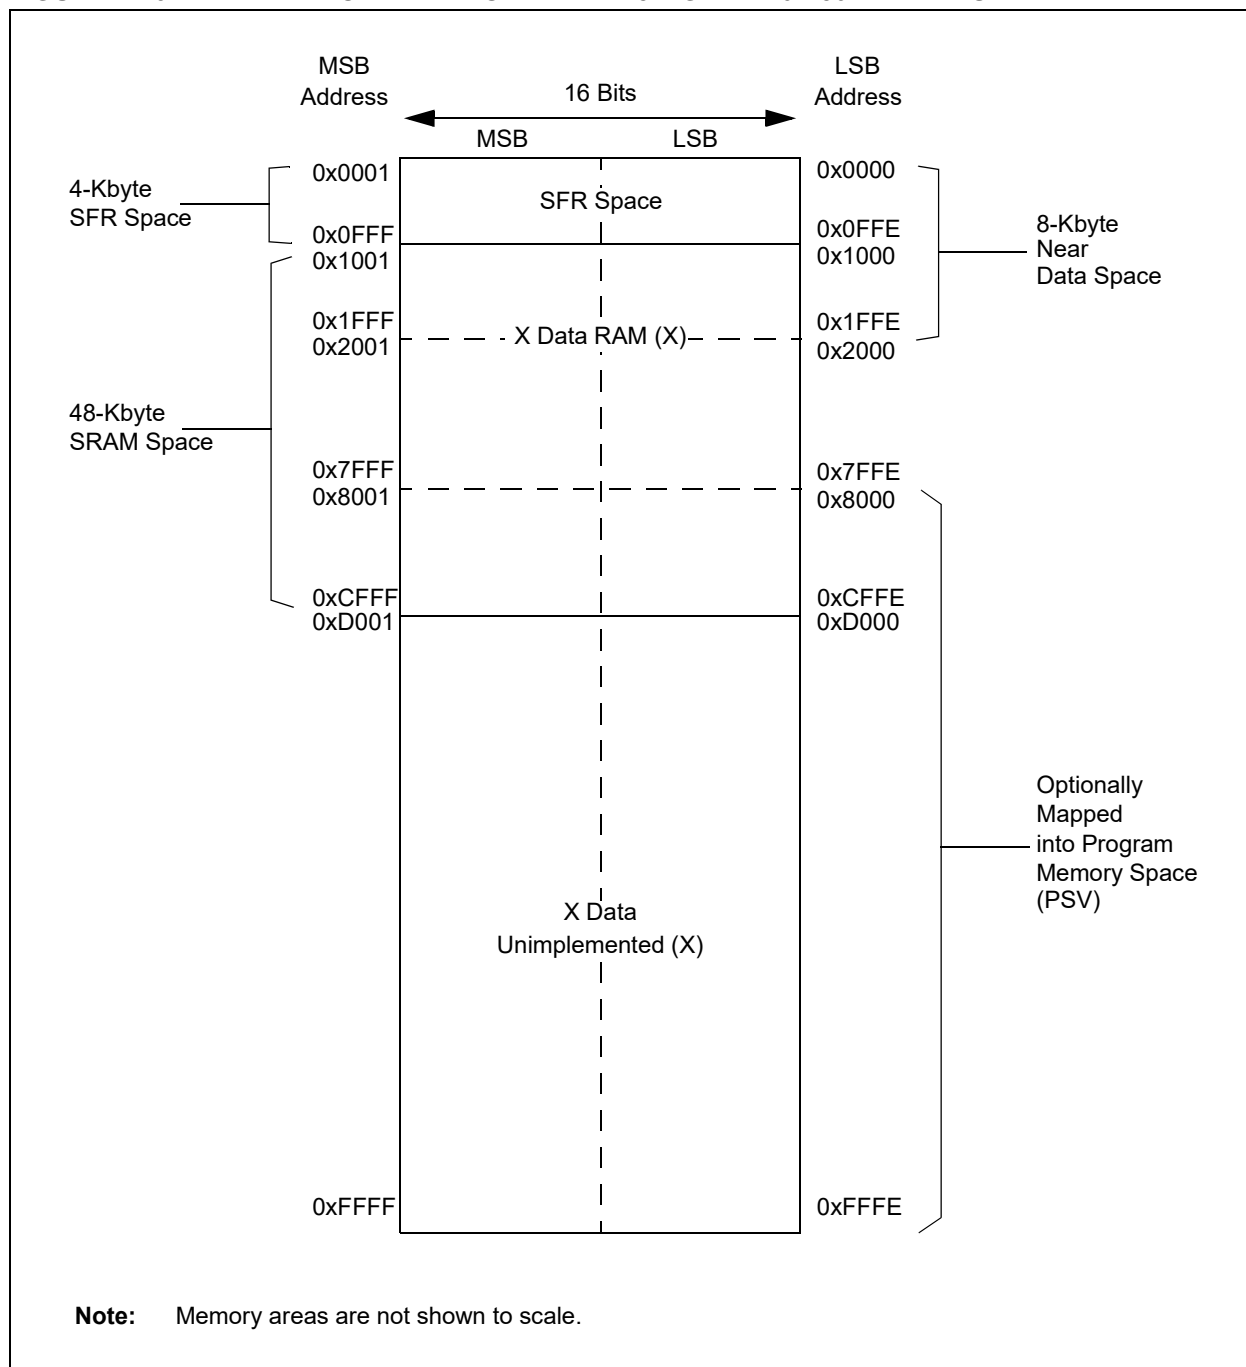 MSB
Address
16 Bits
LSB
Address
MSB
LSB
0x0001
0x0000
4-Kbyte
SFR Space
SFR Space
0x0FFF
0x0FFE
8-Kbyte
Near
Data Space
0x1001
0x1000
0x1FFF
0x1FFE
X Data RAM (X)
0x2001
0x2000
48-Kbyte
SRAM Space
0x7FFF
0x7FFE
0x8001
0x8000
0xCFFF
0xCFFE
0xD001
0xD000
Optionally
Mapped
into Program
Memory Space
(PSV)
X Data
Unimplemented (X)
0xFFFF
0xFFFE
Note: Memory areas are not shown to scale.